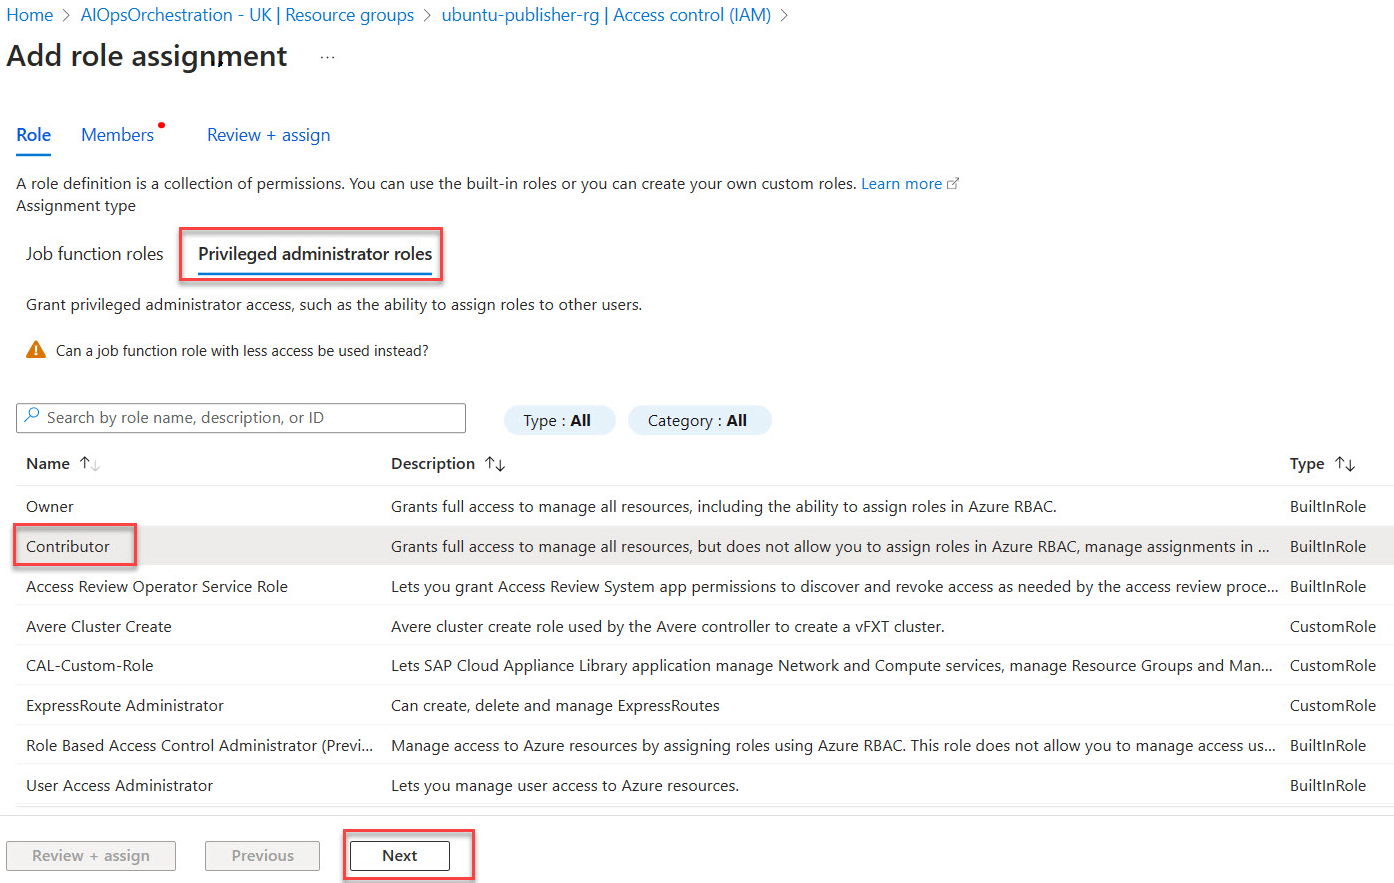 Home > AIOpsOrchestration - UK | Resource groups > ubuntu-publisher-rg | Access control (IAM) >
Add role assignment ...
Role Members Review + assign
A role definition is a collection of permissions. You can use the built-in roles or you can create your own custom roles. Learn more
Assignment type
Job function roles Privileged administrator roles
Grant privileged administrator access, such as the ability to assign roles to other users.
Can a job function role with less access be used instead?
Search by role name, description, or ID Type : All Category : All
Name ↑↓ Description ↑↓ Type ↑↓
Owner Grants full access to manage all resources, including the ability to assign roles in Azure RBAC. BuiltInRole
Contributor Grants full access to manage all resources, but does not allow you to assign roles in Azure RBAC, manage assignments in ... BuiltInRole
Access Review Operator Service Role Lets you grant Access Review System app permissions to discover and revoke access as needed by the access review proce... BuiltInRole
Avere Cluster Create Avere cluster create role used by the Avere controller to create a vFXT cluster. CustomRole
CAL-Custom-Role Lets SAP Cloud Appliance Library application manage Network and Compute services, manage Resource Groups and Man... CustomRole
ExpressRoute Administrator Can create, delete and manage ExpressRoutes CustomRole
Role Based Access Control Administrator (Previ... Manage access to Azure resources by assigning roles using Azure RBAC. This role does not allow you to manage access us... BuiltInRole
User Access Administrator Lets you manage user access to Azure resources. BuiltInRole
Review + assign Previous Next